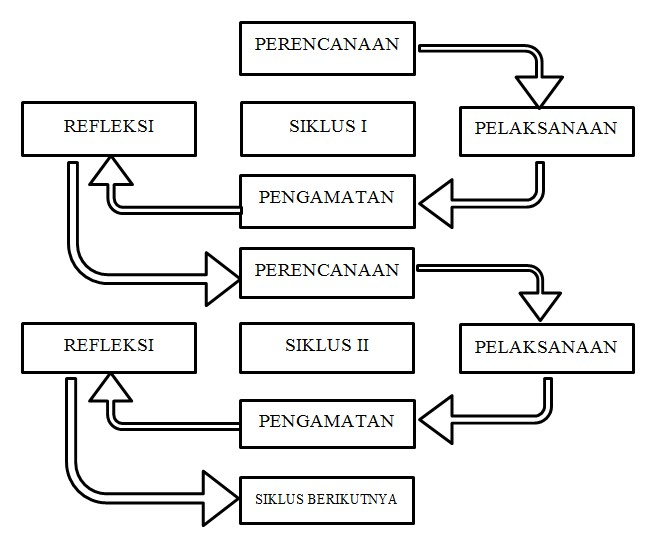 PERENCANAAN
REFLEKSI
SIKLUS I
PELAKSANAAN
PENGAMATAN
PERENCANAAN
REFLEKSI
SIKLUS II
PELAKSANAAN
PENGAMATAN
SIKLUS BERIKUTNYA